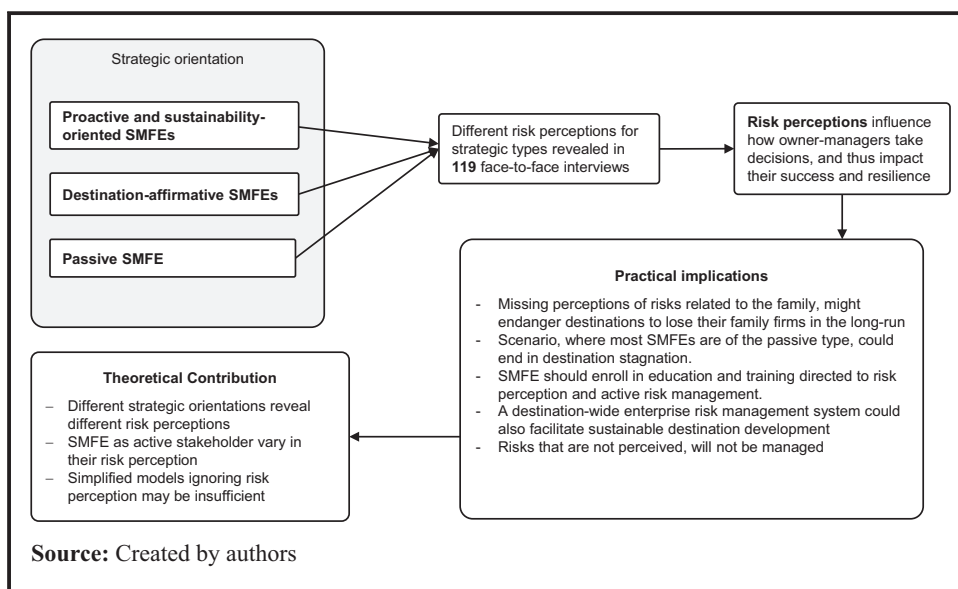 Strategic orientation
Proactive and sustainability-
oriented SMFEs
Destination-affirmative SMFEs
Passive SMFE
Different risk perceptions for
strategic types revealed in
119 face-to-face interviews
Risk perceptions influence
how owner-managers take
decisions, and thus impact
their success and resilience
Practical implications
- Missing perceptions of risks related to the family, might
endanger destinations to lose their family firms in the long-run
- Scenario, where most SMFEs are of the passive type, could
end in destination stagnation.
- SMFE should enroll in education and training directed to risk
perception and active risk management.
- A destination-wide enterprise risk management system could
also facilitate sustainable destination development
- Risks that are not perceived, will not be managed
Theoretical Contribution
– Different strategic orientations reveal
different risk perceptions
– SMFE as active stakeholder vary in
their risk perception
– Simplified models ignoring risk
perception may be insufficient
Source: Created by authors